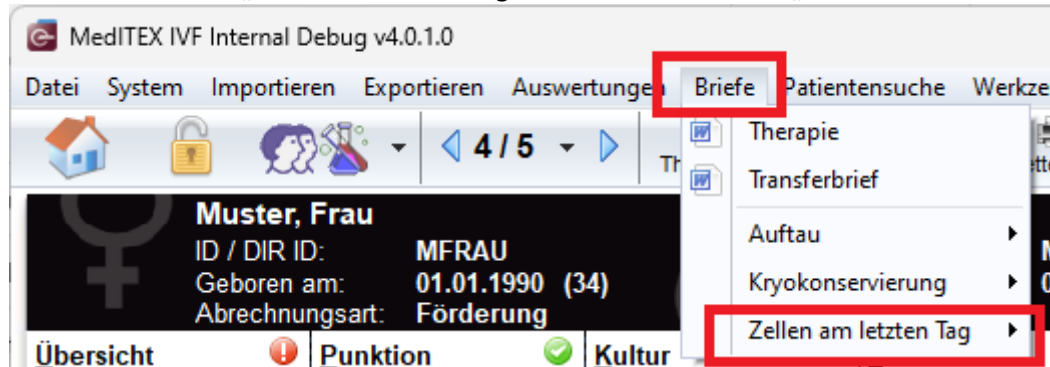 MedITEX IVF Internal Debug v4.0.1.0
Datei System Importieren Exportieren Auswertungen Briefe Patientensuche
4 / 5
Therapie
Transferbrief
Auftau
Kryokonservierung
Zellen am letzten Tag
Muster, Frau
ID / DIR ID: MFRAU
Geboren am: 01.01.1990 (34)
Abrechnungsart: Förderung
Übersicht Punktion Kultur